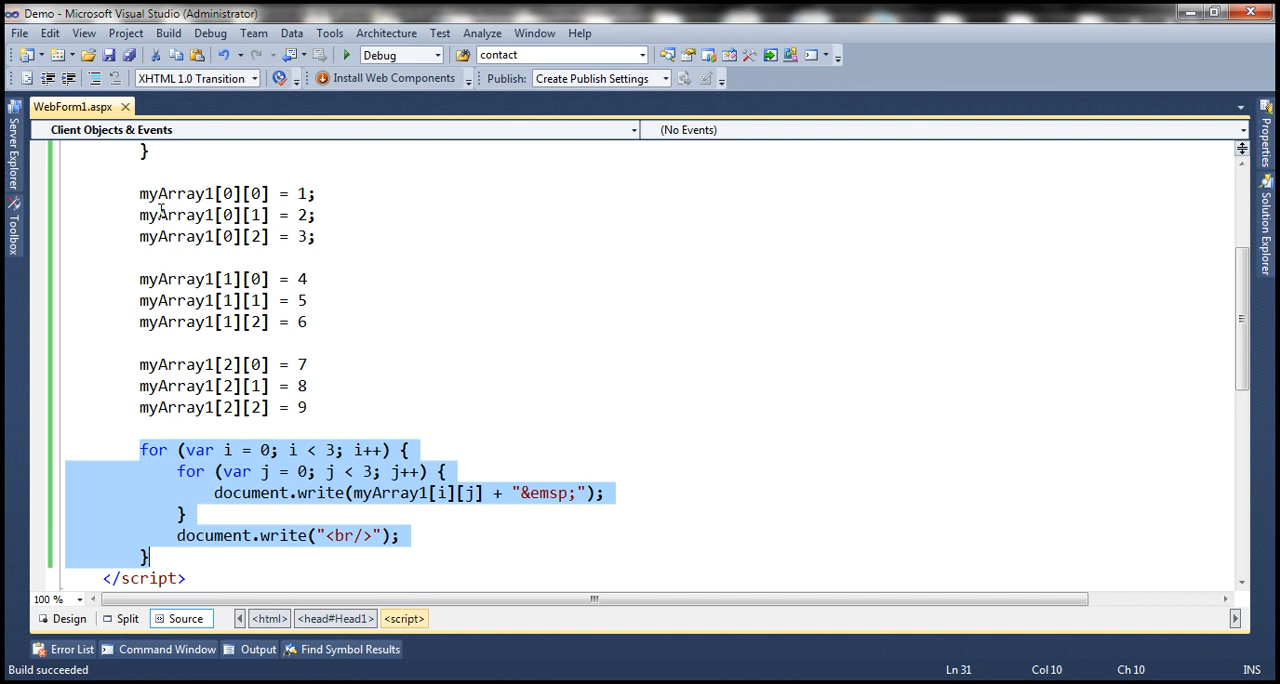 Demo - Microsoft Visual Studio (Administrator)
File Edit View Project Build Debug Team Data Tools Architecture Test Analyze Window Help
Debug contact
XHTML 1.0 Transition Install Web Components Publish: Create Publish Settings
WebForm1.aspx
Client Objects & Events (No Events)
Server Explorer
Toolbox
Properties
Solution Explorer
}
myArray1[0][0] = 1;
myArray1[0][1] = 2;
myArray1[0][2] = 3;
myArray1[1][0] = 4
myArray1[1][1] = 5
myArray1[1][2] = 6
myArray1[2][0] = 7
myArray1[2][1] = 8
myArray1[2][2] = 9
for (var i = 0; i < 3; i++) {
for (var j = 0; j < 3; j++) {
document.write(myArray1[i][j] + "&emsp;");
}
document.write("<br/>");
}
</script>
100 %
Design Split Source <html> <head#Head1> <script>
Error List Command Window Output Find Symbol Results
Build succeeded Ln 31 Col 10 Ch 10 INS